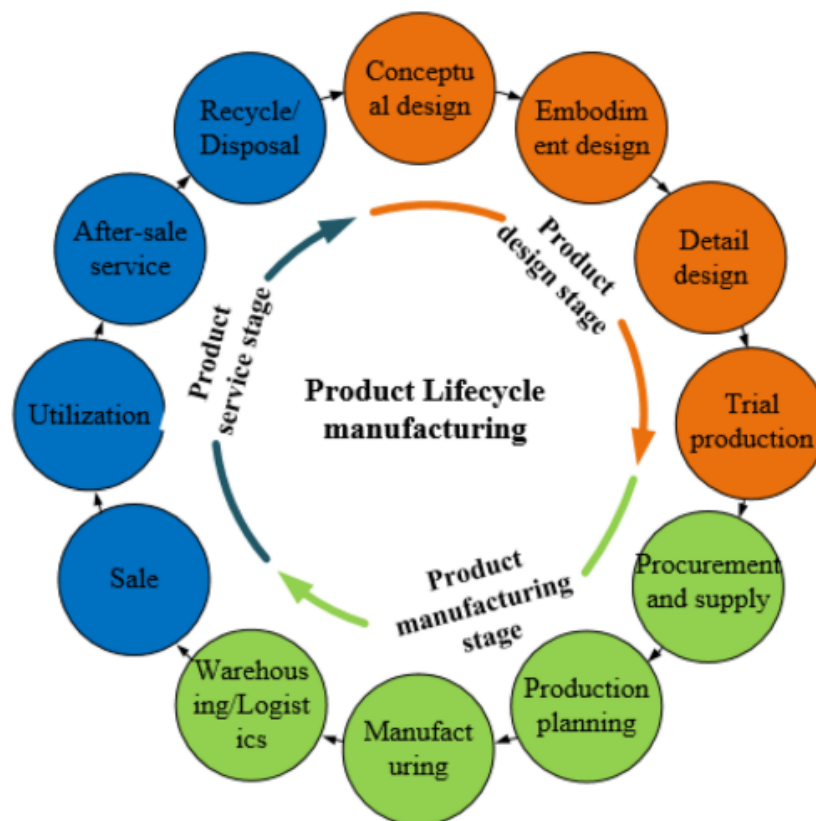 Conceptu
al design
Embodim
ent design
Detail
design
Trial
production
Procurement
and supply
Production
planning
Manufact
uring
Warehous
ing/Logist
ics
Sale
Utilization
After-sale
service
Recycle/
Disposal
Product
design stage
Product
manufacturing
stage
Product
service stage
Product Lifecycle
manufacturing